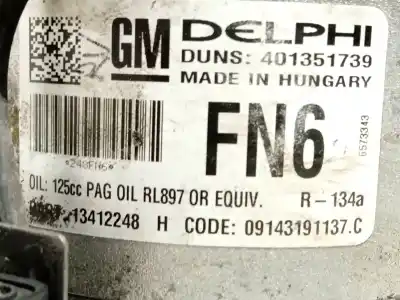 GM DELPHI
DUNS: 401351739
MADE IN HUNGARY
*248FN6*
FN6
6573343
OIL: 125cc PAG OIL RL897 OR EQUIV. R-134a
13412248 H CODE: 09143191137.C